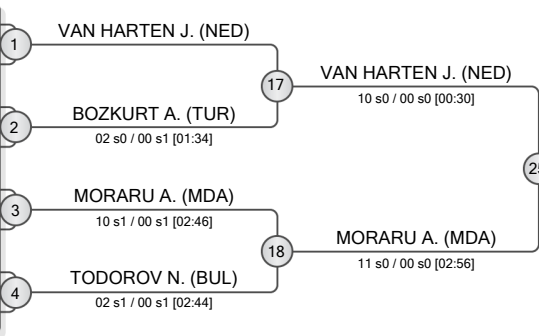 VAN HARTEN J. (NED)
1
17
VAN HARTEN J. (NED)
10 s0 / 00 s0 [00:30]
BOZKURT A. (TUR)
2
02 s0 / 00 s1 [01:34]
25
MORARU A. (MDA)
3
10 s1 / 00 s1 [02:46]
18
MORARU A. (MDA)
11 s0 / 00 s0 [02:56]
TODOROV N. (BUL)
4
02 s1 / 00 s1 [02:44]